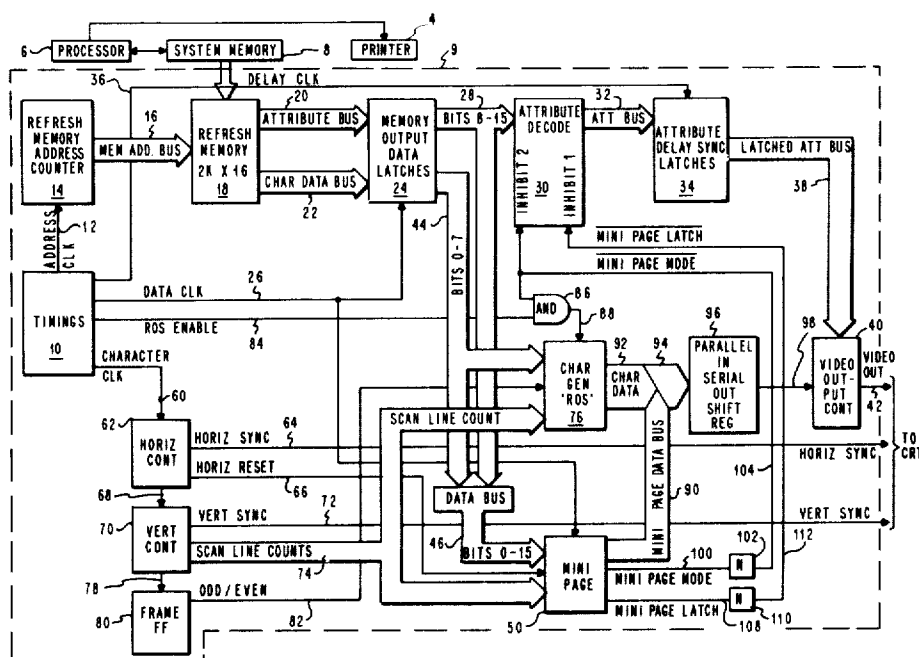 4
6
PROCESSOR
SYSTEM MEMORY
8
PRINTER
9
36
DELAY CLK
REFRESH
MEMORY
ADDRESS
COUNTER
14
16
MEM ADD. BUS
REFRESH
MEMORY
2K X 16
18
20
ATTRIBUTE BUS
CHAR DATA BUS
22
MEMORY
OUTPUT
DATA
LATCHES
24
28
BITS 8-15
ATTRIBUTE
DECODE
30
INHIBIT 2
INHIBIT 1
32
ATT BUS
ATTRIBUTE
DELAY SYNC
LATCHES
34
LATCHED ATT BUS
38
12
ADDRESS
CLK
44
BITS 0-7
MINI PAGE LATCH
MINI PAGE MODE
TIMINGS
10
26
DATA CLK
ROS ENABLE
84
AND
86
88
CHARACTER
CLK
60
CHAR
GEN
'ROS'
76
92
CHAR DATA
94
96
PARALLEL
IN
SERIAL
OUT
SHIFT
REG
98
40
VIDEO
OUT-
PUT
CONT
VIDEO
OUT
42
SCAN LINE COUNT
62
HORIZ
CONT
64
HORIZ SYNC
HORIZ RESET
66
104
HORIZ SYNC
TO
CRT
68
72
VERT SYNC
70
VERT
CONT
SCAN LINE COUNTS
74
DATA BUS
46
BITS 0-15
MINI PAGE DATA BUS
90
VERT SYNC
112
78
ODD/EVEN
82
80
FRAME
FF
MINI
PAGE
50
100
MINI PAGE MODE
N
102
MINI PAGE LATCH
108
N
110